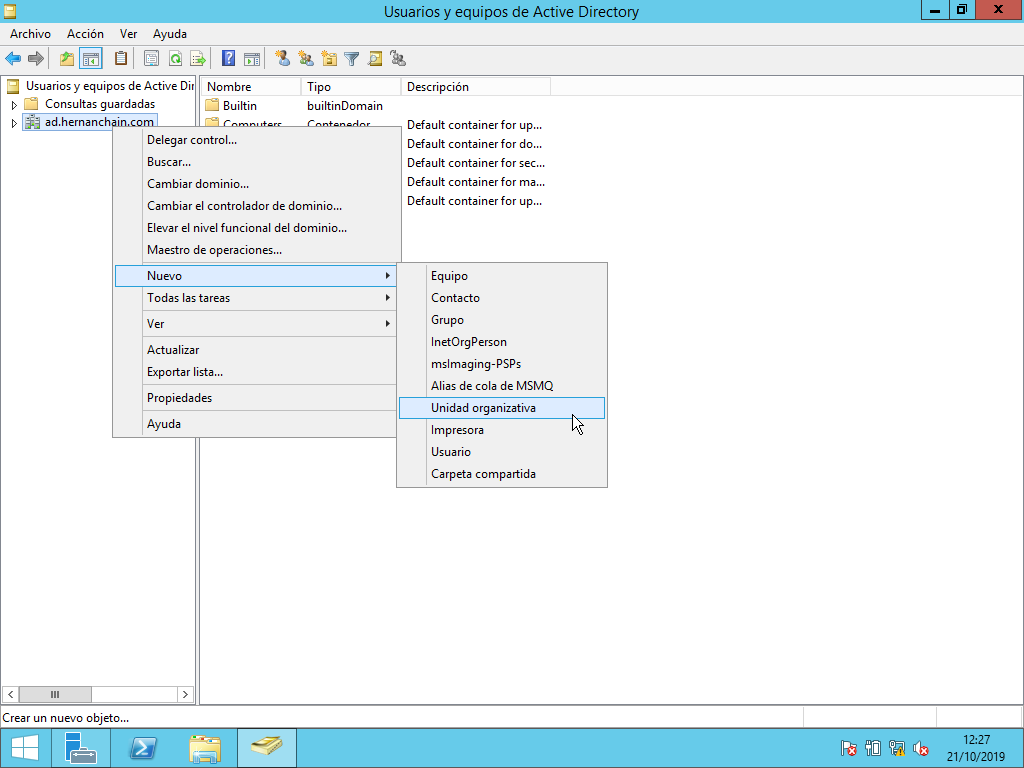 Usuarios y equipos de Active Directory
Archivo Acción Ver Ayuda
Usuarios y equipos de Active Dir
Consultas guardadas
ad.hernanchain.com
Nombre Tipo Descripción
Builtin builtinDomain
Computers Contenedor Default container for up...
Default container for do...
Default container for sec...
Default container for ma...
Default container for up...
Delegar control...
Buscar...
Cambiar dominio...
Cambiar el controlador de dominio...
Elevar el nivel funcional del dominio...
Maestro de operaciones...
Nuevo
Todas las tareas
Ver
Actualizar
Exportar lista...
Propiedades
Ayuda
Equipo
Contacto
Grupo
InetOrgPerson
msImaging-PSPs
Alias de cola de MSMQ
Unidad organizativa
Impresora
Usuario
Carpeta compartida
Crear un nuevo objeto...
12:27
21/10/2019